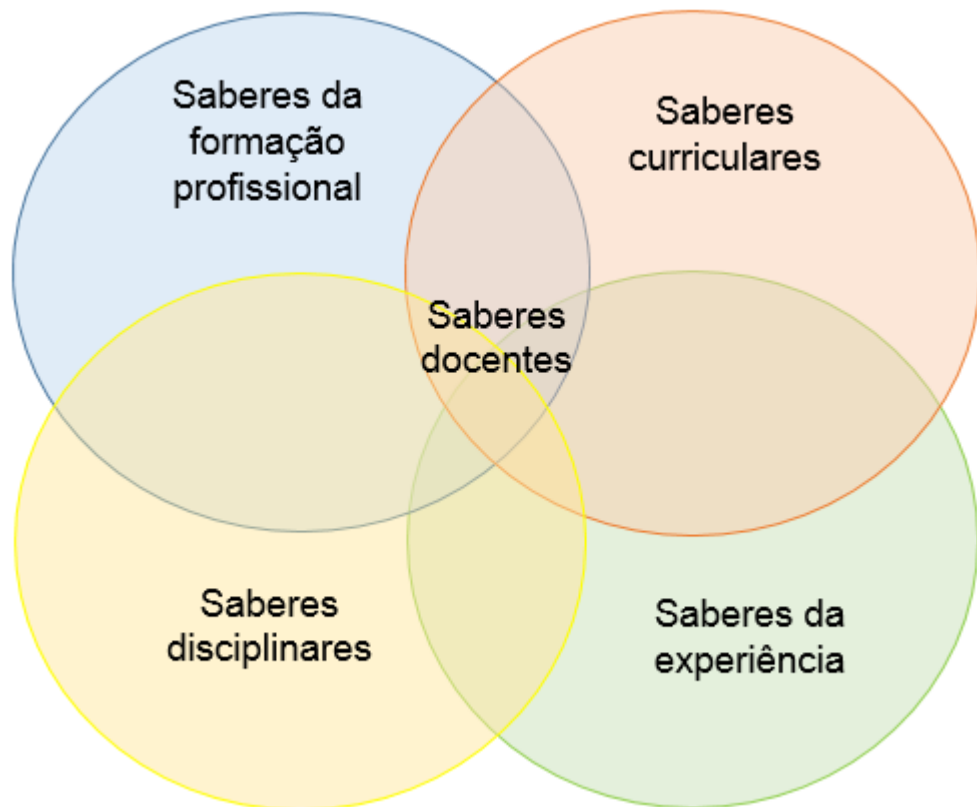 Saberes da
formação
profissional
Saberes
curriculares
Saberes
docentes
Saberes
disciplinares
Saberes da
experiência